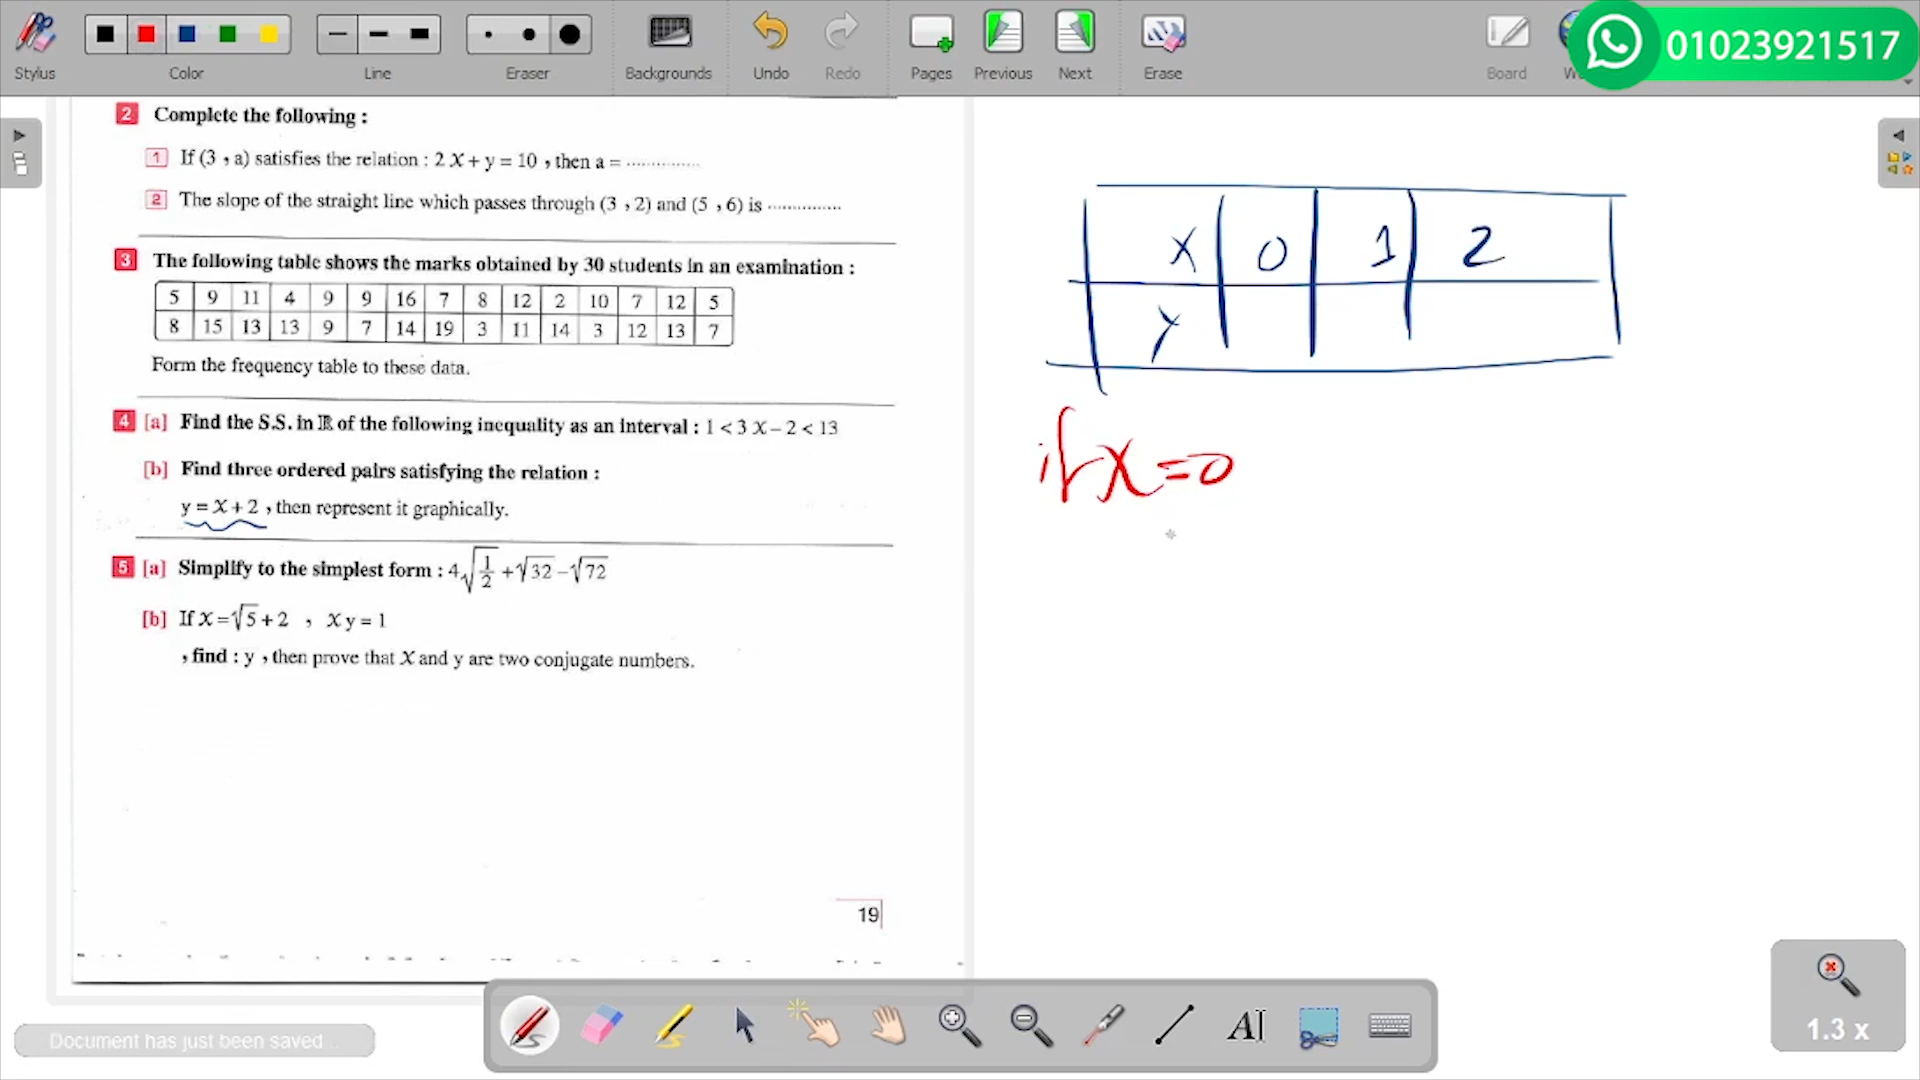 Stylus Color Line Eraser Backgrounds Undo Redo Pages Previous Next Erase Board
01023921517
2 Complete the following :
1 If (3 , a) satisfies the relation : 2 X + y = 10 , then a = ..............
2 The slope of the straight line which passes through (3 , 2) and (5 , 6) is ..............
3 The following table shows the marks obtained by 30 students in an examination :
5 9 11 4 9 9 16 7 8 12 2 10 7 12 5
8 15 13 13 9 7 14 19 3 11 14 3 12 13 7
Form the frequency table to these data.
4 [a] Find the S.S. in ℝ of the following inequality as an interval : 1 < 3 X – 2 < 13
[b] Find three ordered pairs satisfying the relation :
y = X + 2 , then represent it graphically.
5 [a] Simplify to the simplest form : 4√(1/2) + √32 – √72
[b] If X = √5 + 2 , X y = 1
, find : y , then prove that X and y are two conjugate numbers.
19
x 0 1 2
y
if x = 0
Document has just been saved...
1.3 x